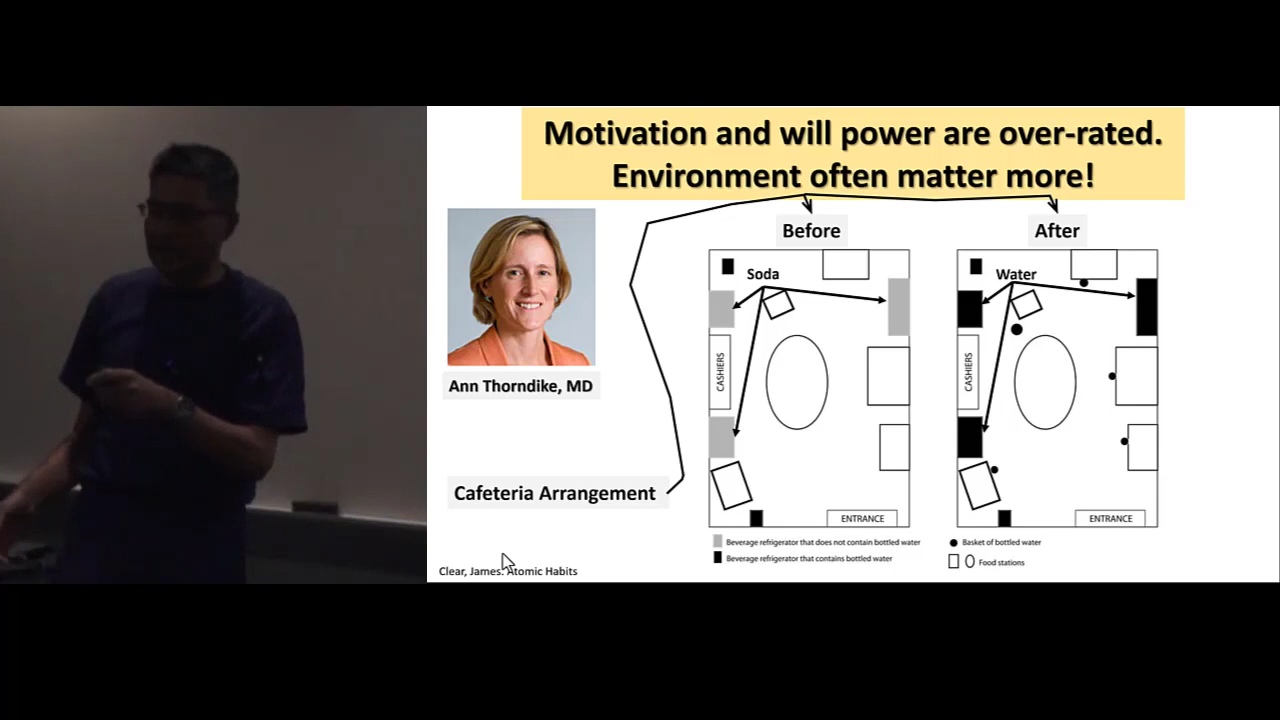 Motivation and will power are over-rated.
Environment often matter more!
Before
After
Soda
Water
CASHIERS
CASHIERS
Ann Thorndike, MD
Cafeteria Arrangement
ENTRANCE
ENTRANCE
Beverage refrigerator that does not contain bottled water
Beverage refrigerator that contains bottled water
Basket of bottled water
Food stations
Clear, James. Atomic Habits